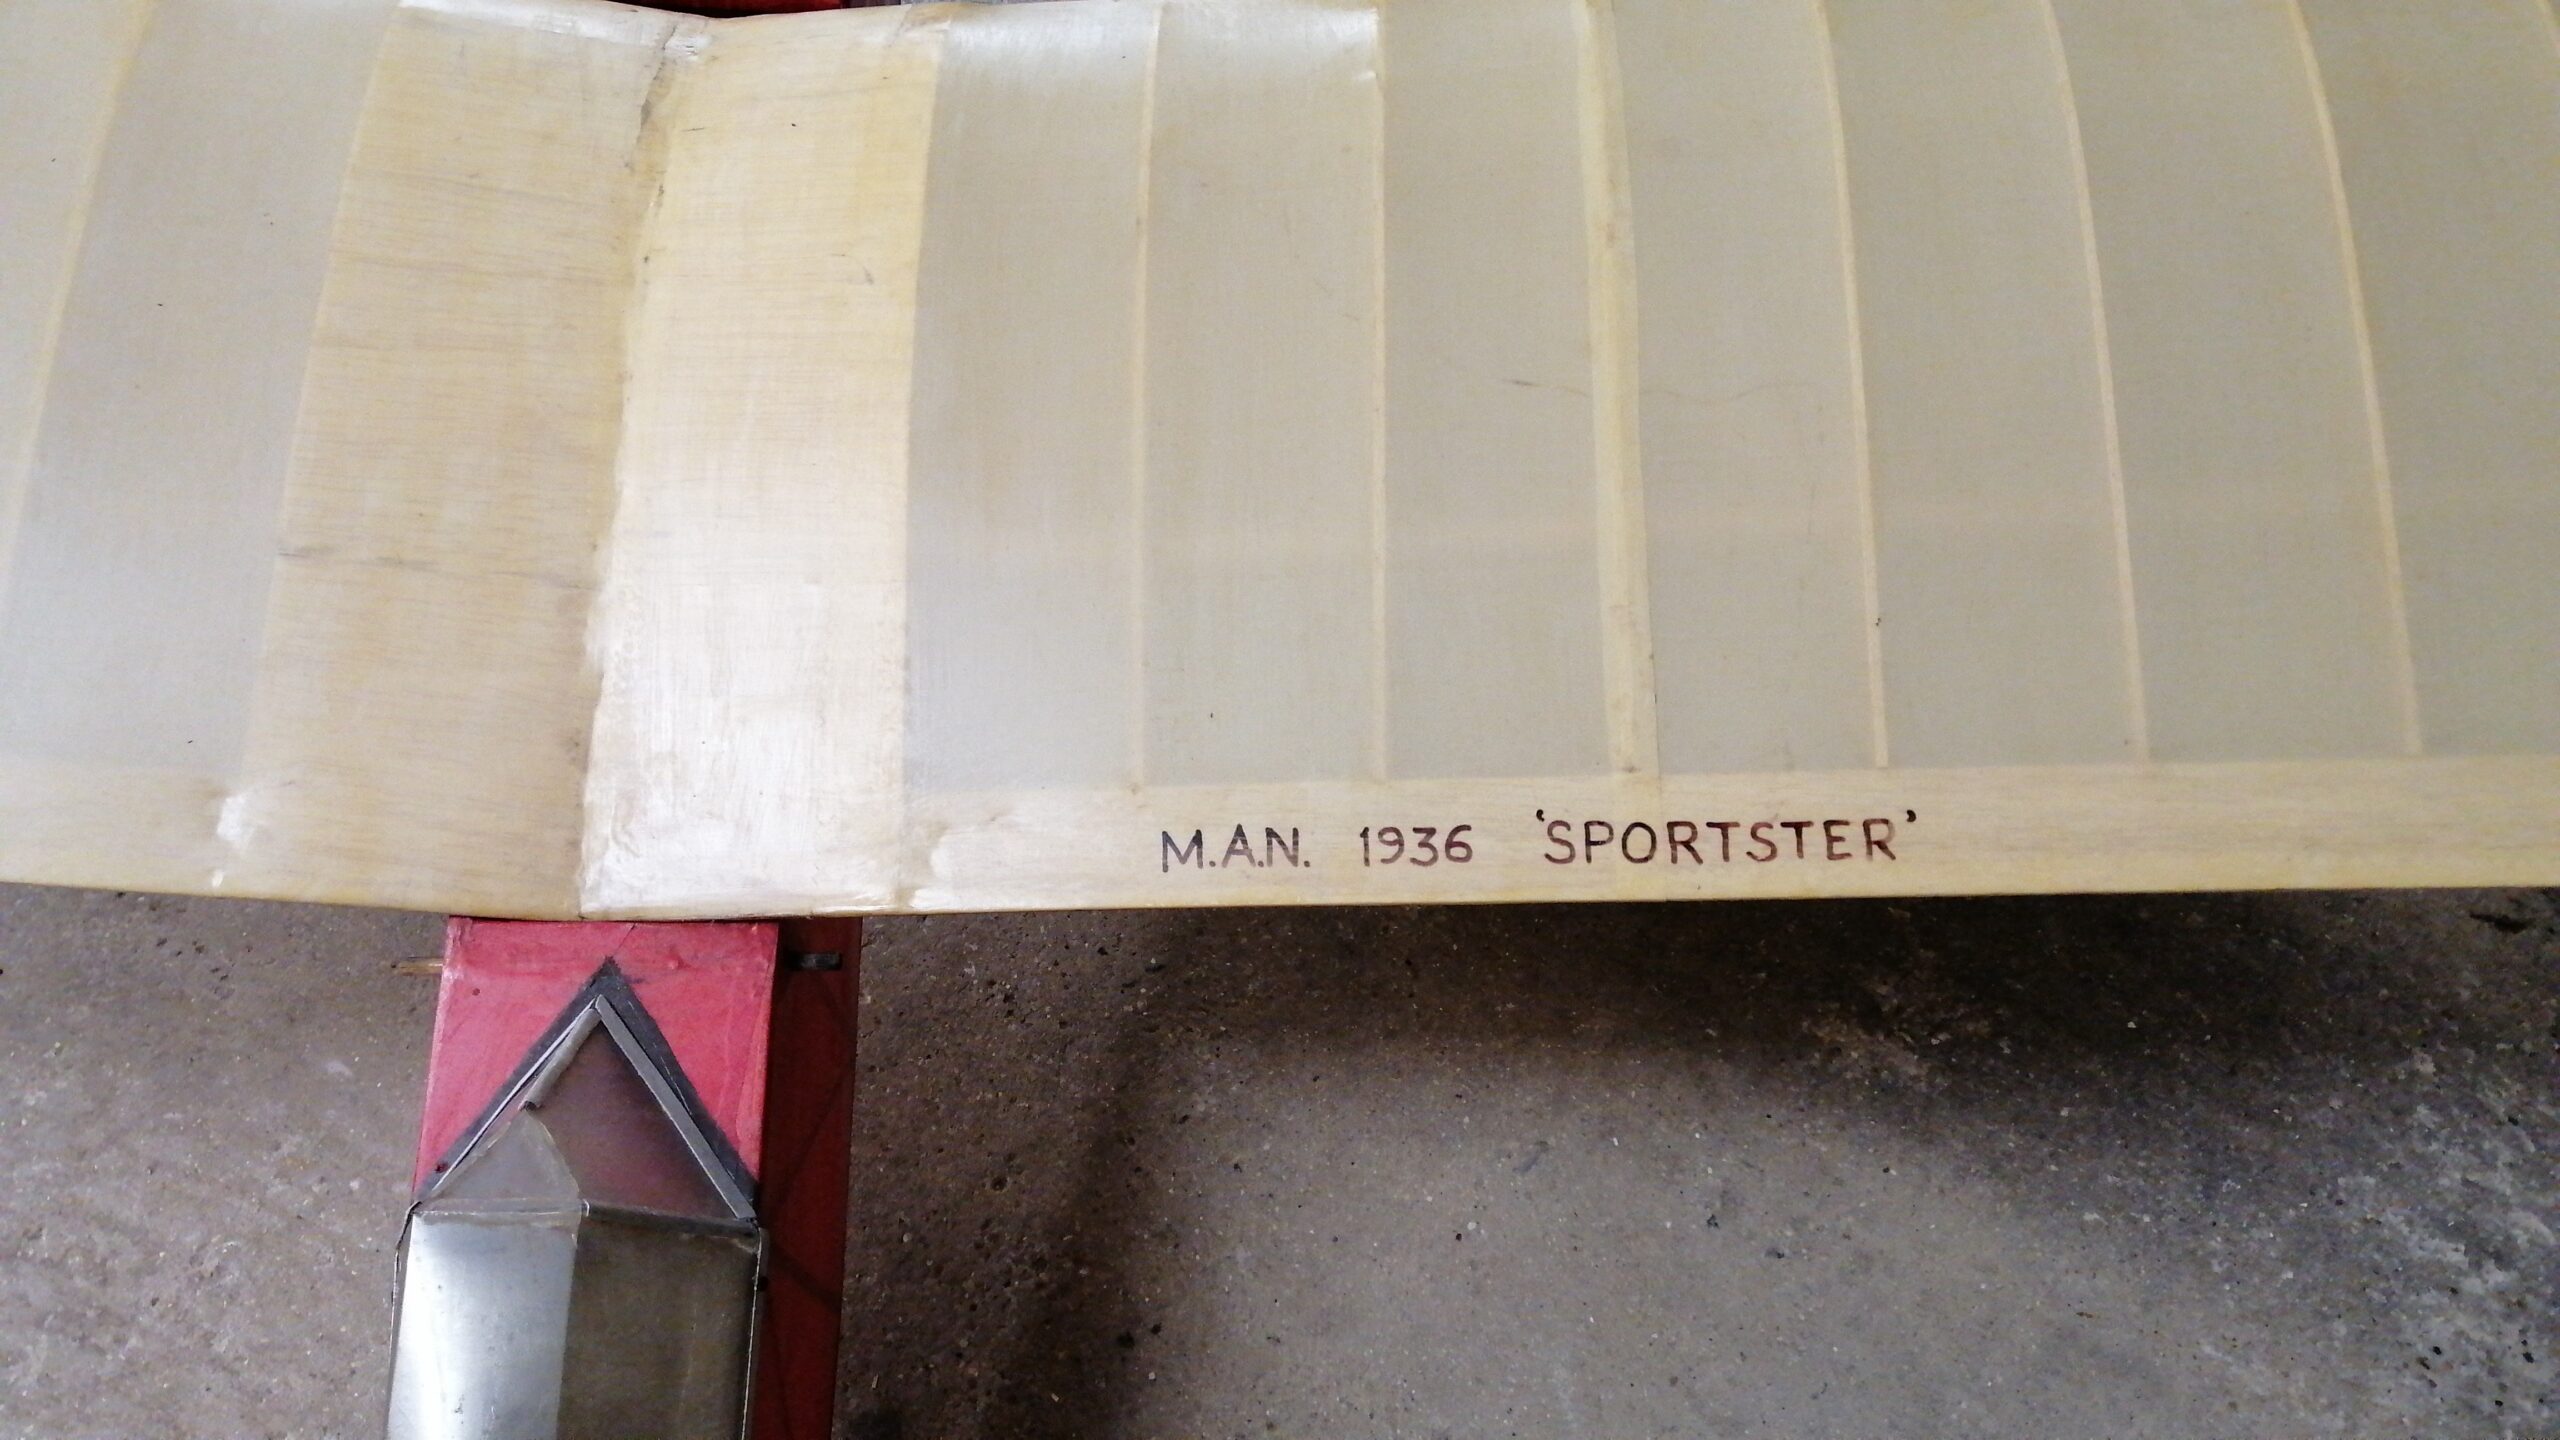 M.A.N. 1936 'SPORTSTER'